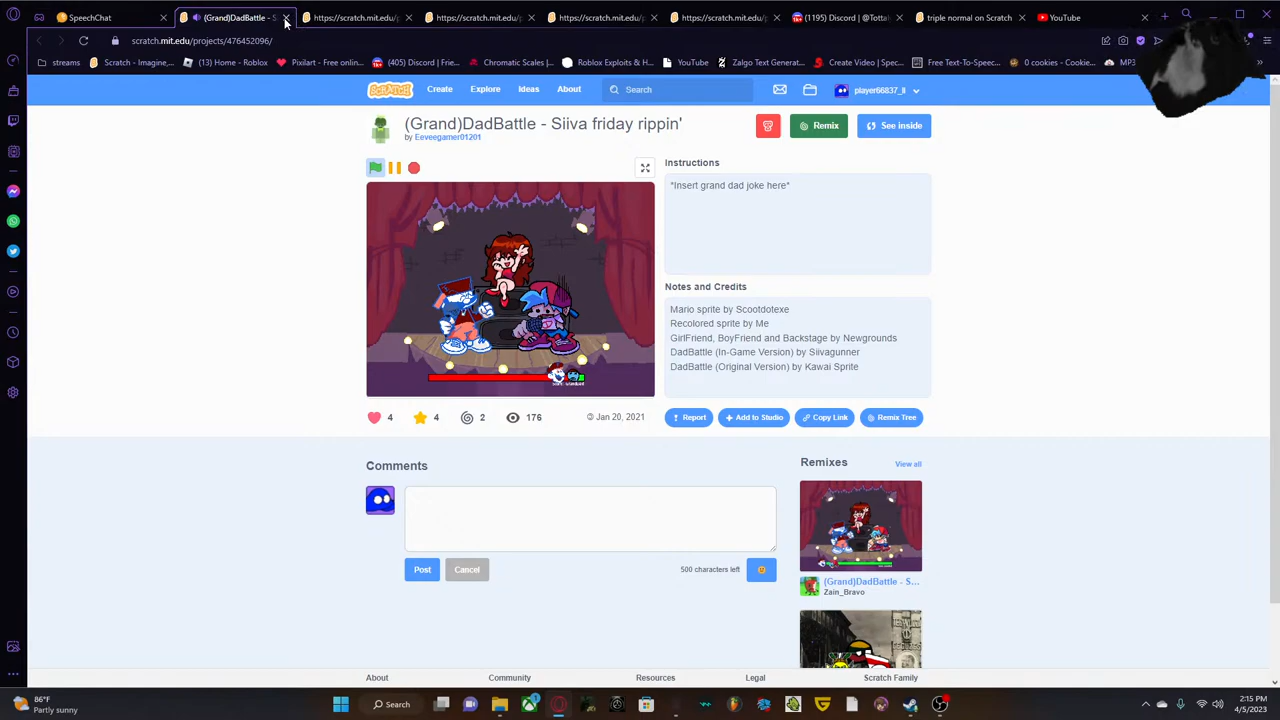 SpeechChat
(Grand)DadBattle - S
https://scratch.mit.edu/
https://scratch.mit.edu/
https://scratch.mit.edu/
https://scratch.mit.edu/
(1195) Discord | @Totta
triple normal on Scratch
YouTube
scratch.mit.edu/projects/476452096/
streams
Scratch - Imagine,...
(13) Home - Roblox
Pixilart - Free onlin...
(405) Discord | Frie...
Chromatic Scales |...
Roblox Exploits & H...
YouTube
Zalgo Text Generat...
Create Video | Spec...
Free Text-To-Speec...
0 cookies - Cookie...
MP3
SCRATCH
Create
Explore
Ideas
About
Search
player66837_II
(Grand)DadBattle - Siiva friday rippin'
by Eeveegamer01201
Remix
See inside
Instructions
*Insert grand dad joke here*
Notes and Credits
Mario sprite by Scootdotexe
Recolored sprite by Me
GirlFriend, BoyFriend and Backstage by Newgrounds
DadBattle (In-Game Version) by Siivagunner
DadBattle (Original Version) by Kawai Sprite
4
4
2
176
© Jan 20, 2021
Report
Add to Studio
Copy Link
Remix Tree
Comments
Post
Cancel
500 characters left
Remixes
View all
(Grand)DadBattle - S...
Zain_Bravo
About
Community
Resources
Legal
Scratch Family
86°F
Partly sunny
Search
2:15 PM
4/5/2023